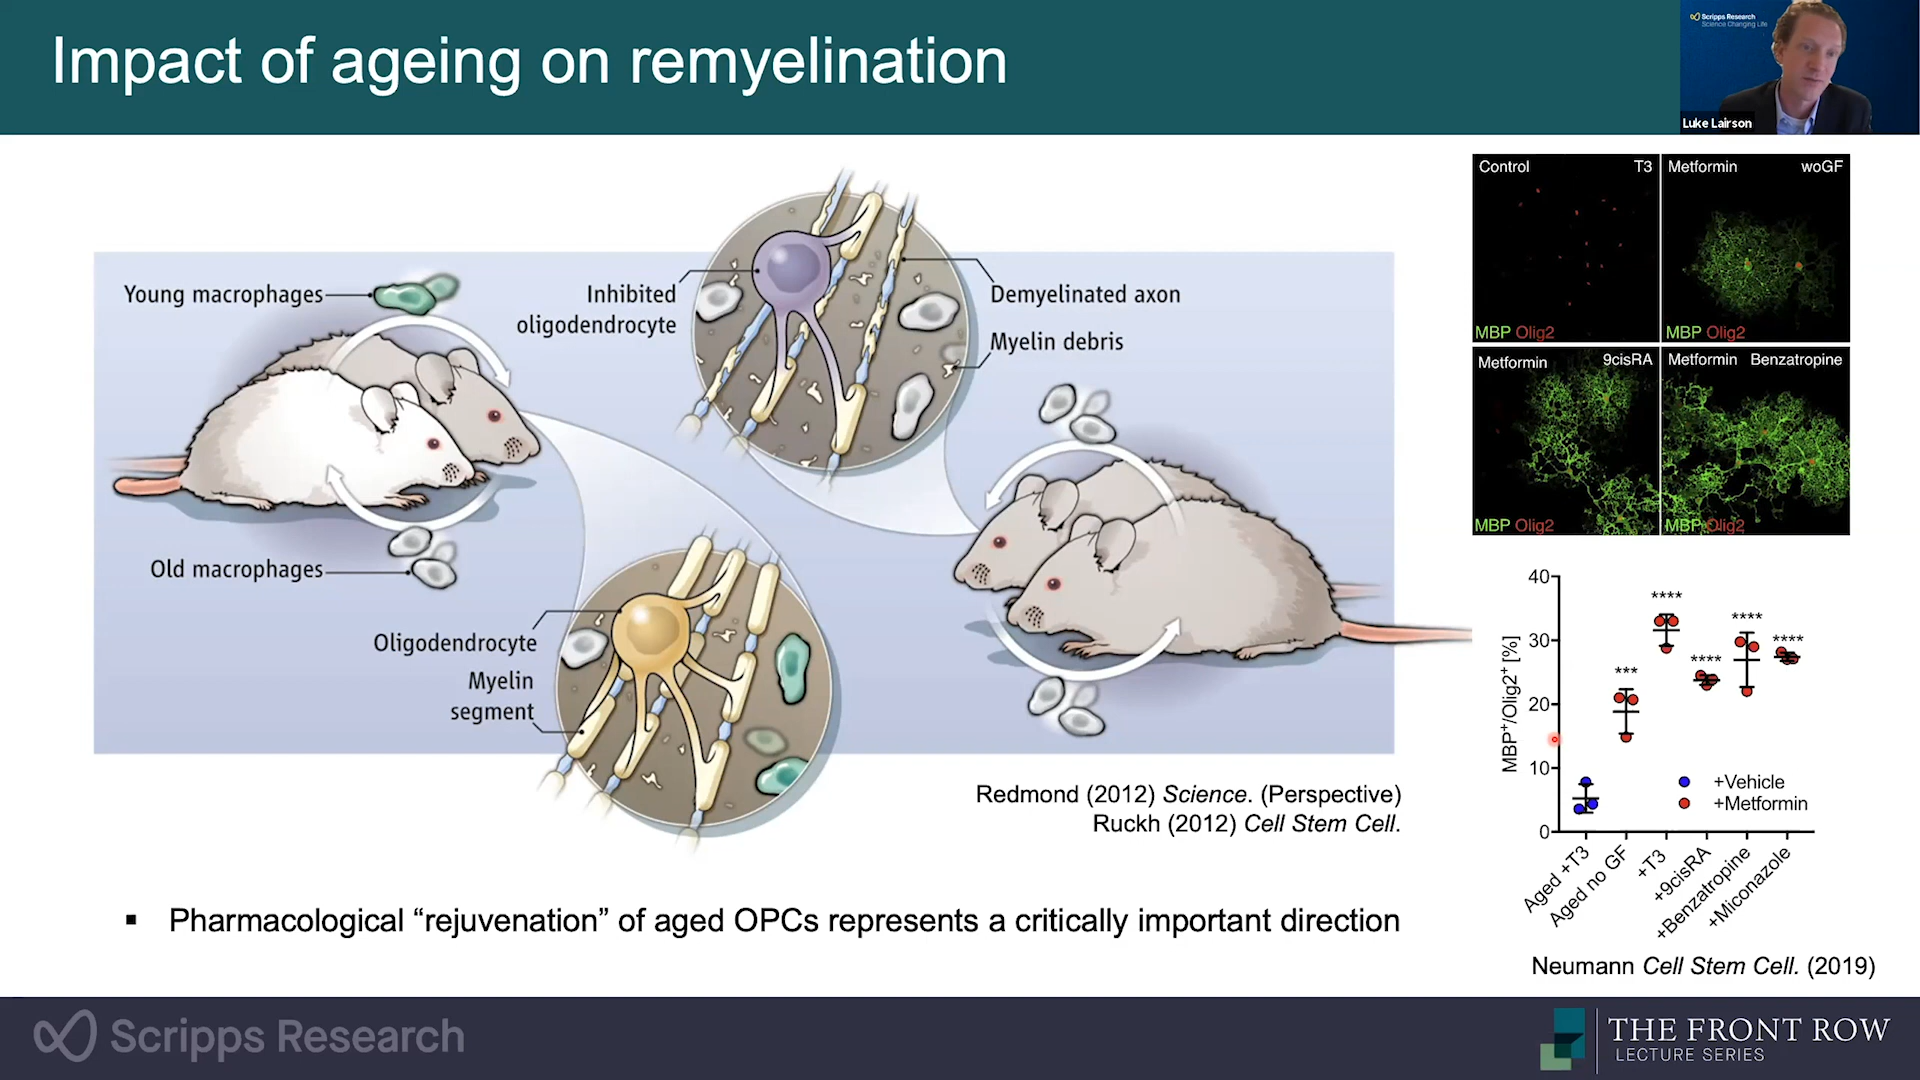 Impact of ageing on remyelination
Scripps Research
Science Changing Life
Luke Lairson
Young macrophages
Old macrophages
Inhibited
oligodendrocyte
Demyelinated axon
Myelin debris
Oligodendrocyte
Myelin
segment
Redmond (2012) Science. (Perspective)
Ruckh (2012) Cell Stem Cell.
▪ Pharmacological “rejuvenation” of aged OPCs represents a critically important direction
Control T3
MBP Olig2
Metformin woGF
MBP Olig2
Metformin 9cisRA
MBP Olig2
Metformin Benzatropine
MBP Olig2
MBP⁺/Olig2⁺ [%]
40
30
20
10
0
***
****
****
****
****
+Vehicle
+Metformin
Aged +T3
Aged no GF
+T3
+9cisRA
+Benzatropine
+Miconazole
Neumann Cell Stem Cell. (2019)
Scripps Research
THE FRONT ROW
LECTURE SERIES